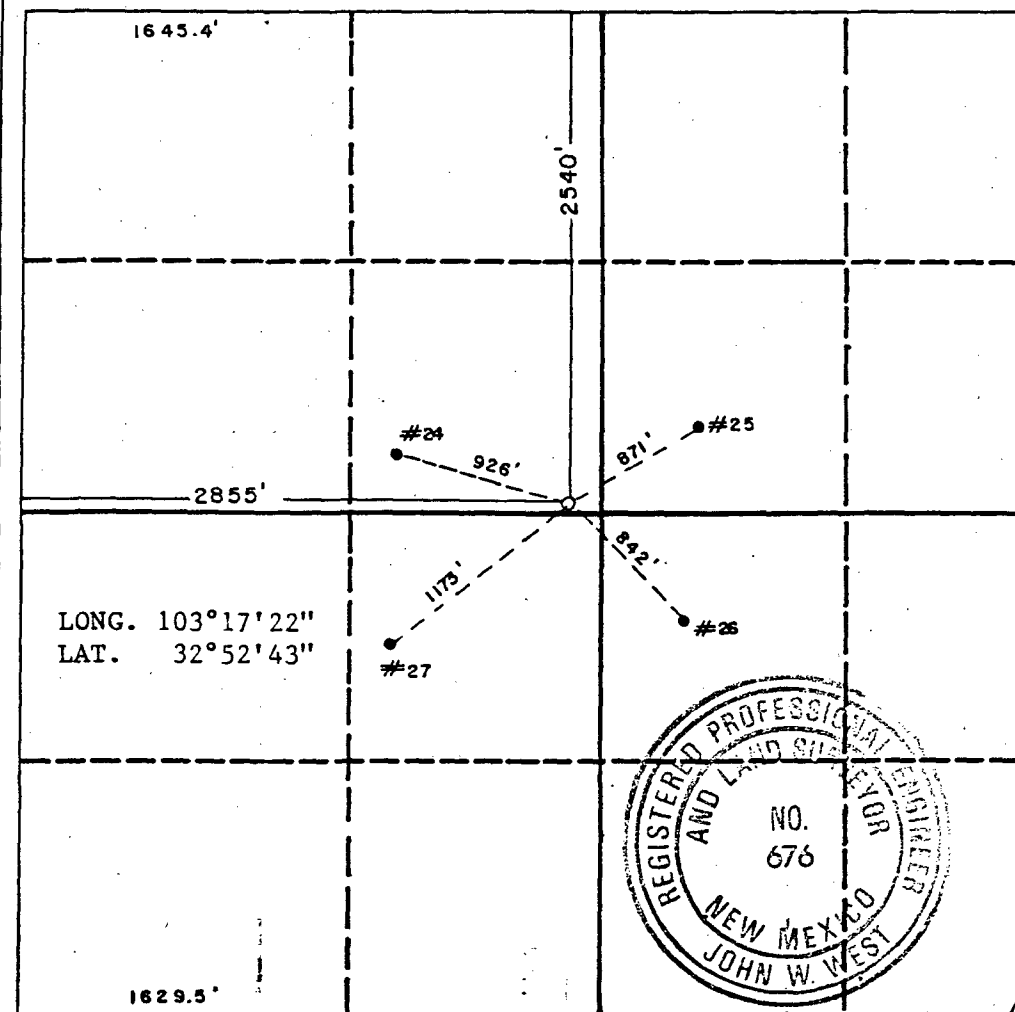 1645.4'
2540'
#24
#25
926'
871'
2855'
842'
1173'
LONG. 103°17'22"
LAT. 32°52'43"
#26
#27
REGISTERED PROFESSIONAL ENGINEER
AND LAND SURVEYOR
NO.
676
NEW MEXICO
JOHN W. WEST
1629.5'